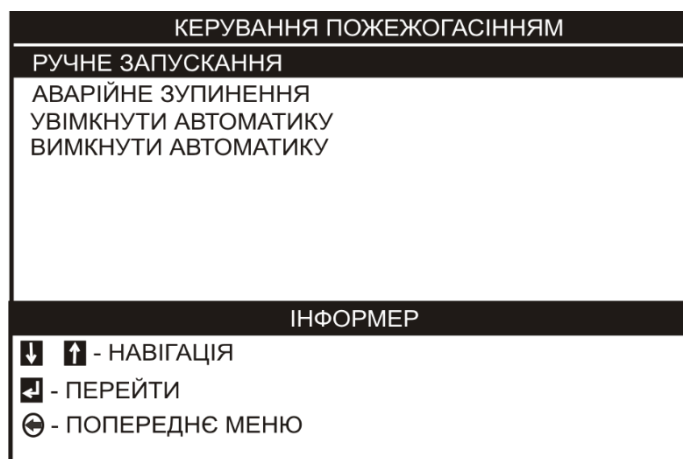 КЕРУВАННЯ ПОЖЕЖОГАСІННЯМ
РУЧНЕ ЗАПУСКАННЯ
АВАРІЙНЕ ЗУПИНЕННЯ
УВІМКНУТИ АВТОМАТИКУ
ВИМКНУТИ АВТОМАТИКУ
ІНФОРМЕР
↓ ↑ - НАВІГАЦІЯ
↵ - ПЕРЕЙТИ
- ПОПЕРЕДНЄ МЕНЮ